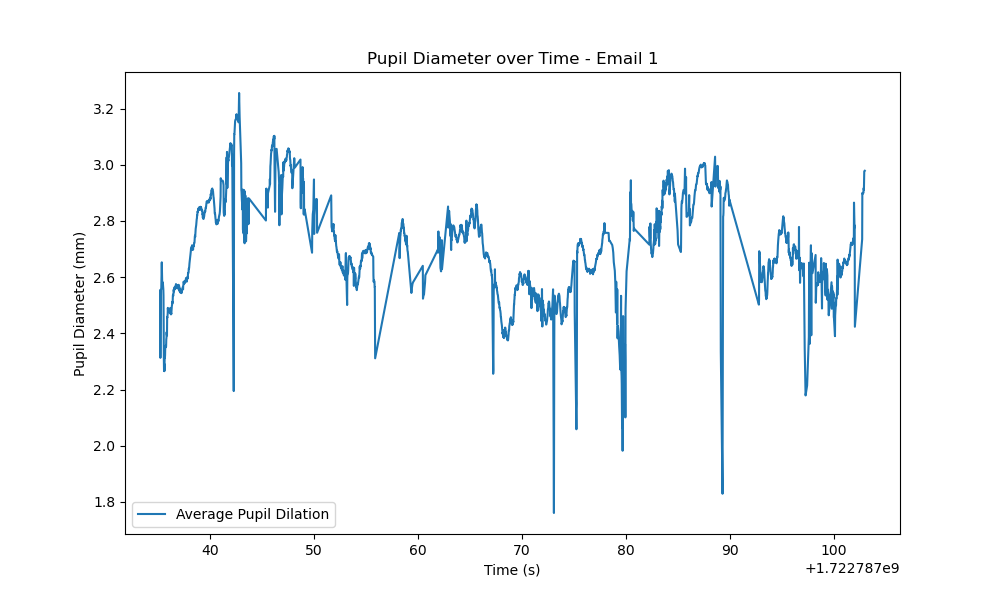 Pupil Diameter over Time - Email 1
Pupil Diameter (mm)
3.2
3.0
2.8
2.6
2.4
2.2
2.0
1.8
Average Pupil Dilation
40 50 60 70 80 90 100
Time (s)
+1.722787e9